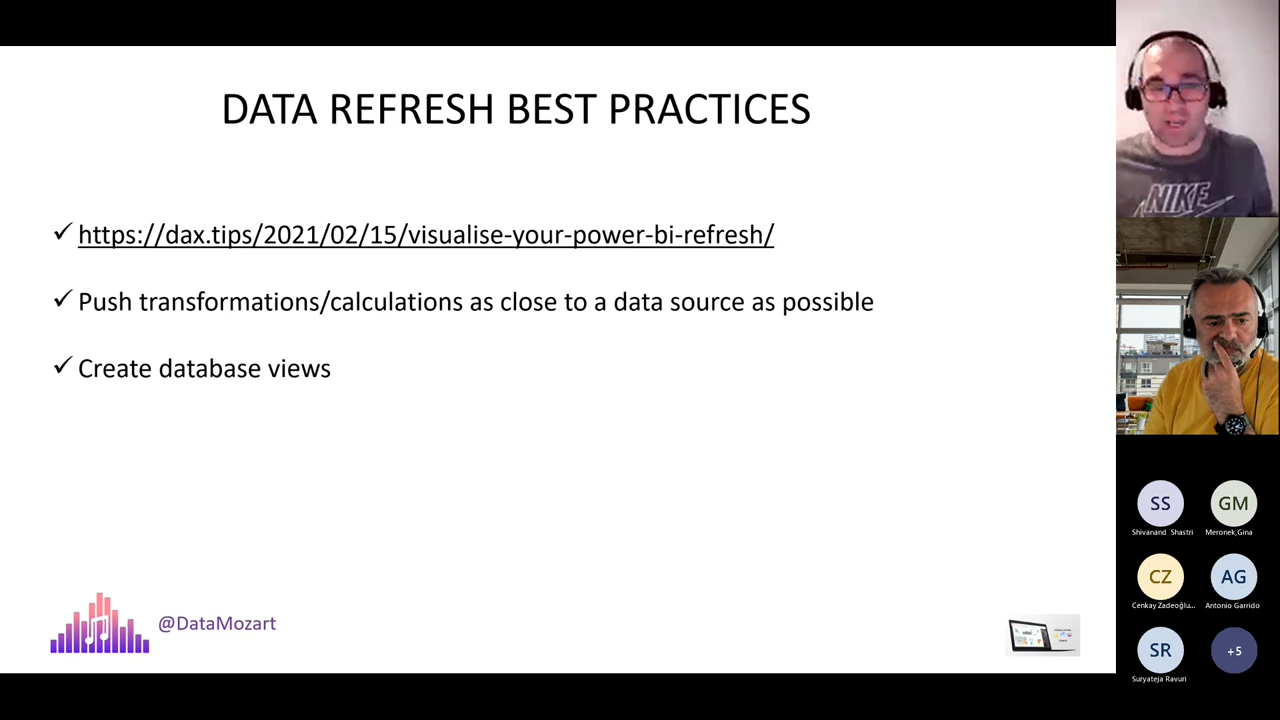 DATA REFRESH BEST PRACTICES
✓ https://dax.tips/2021/02/15/visualise-your-power-bi-refresh/
✓ Push transformations/calculations as close to a data source as possible
✓ Create database views
@DataMozart
NIKE
SS
GM
Shivanand Shastri
Meronek,Gina
CZ
AG
Cenkay Zadeoğlu...
Antonio Garrido
SR
+5
Suryateja Ravuri